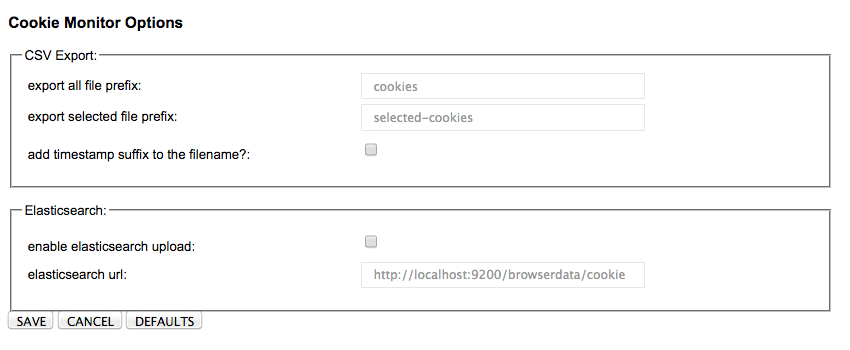 Cookie Monitor Options
CSV Export:
export all file prefix: cookies
export selected file prefix: selected-cookies
add timestamp suffix to the filename?:
Elasticsearch:
enable elasticsearch upload:
elasticsearch url: http://localhost:9200/browserdata/cookie
SAVE CANCEL DEFAULTS